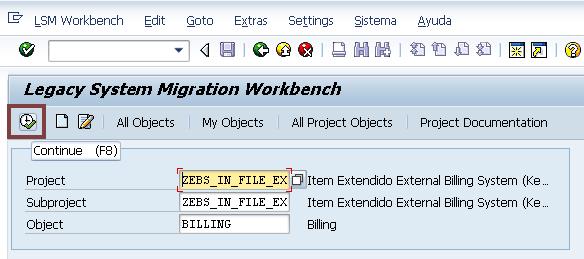 LSM Workbench Edit Goto Extras Settings Sistema Ayuda
Legacy System Migration Workbench
All Objects My Objects All Project Objects Project Documentation
Continue (F8)
Project ZEBS_IN_FILE_EX Item Extendido External Billing System (Ke...
Subproject ZEBS_IN_FILE_EX Item Extendido External Billing System (Ke...
Object BILLING Billing